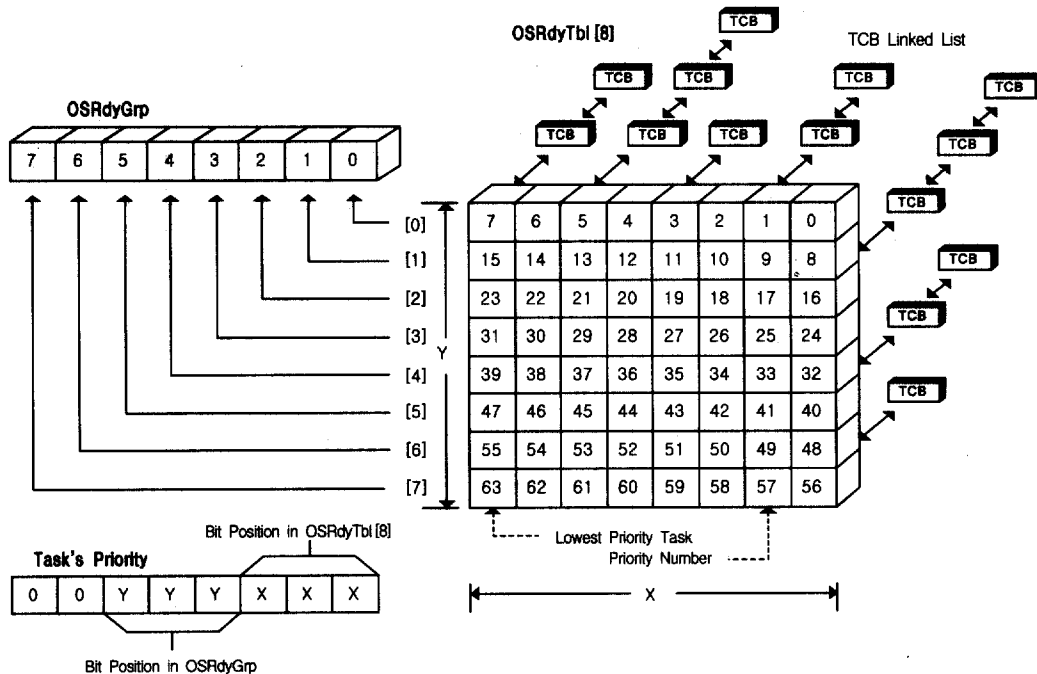 OSRdyTbl [8]
TCB Linked List
TCB
TCB
TCB
TCB
TCB
TCB
TCB
TCB
TCB
TCB
TCB
TCB
TCB
TCB
OSRdyGrp
7 6 5 4 3 2 1 0
[0] 7 6 5 4 3 2 1 0
[1] 15 14 13 12 11 10 9 8
[2] 23 22 21 20 19 18 17 16
[3] 31 30 29 28 27 26 25 24
Y
[4] 39 38 37 36 35 34 33 32
[5] 47 46 45 44 43 42 41 40
[6] 55 54 53 52 51 50 49 48
[7] 63 62 61 60 59 58 57 56
Lowest Priority Task
Priority Number
X
Bit Position in OSRdyTbl [8]
Task's Priority
0 0 Y Y Y X X X
Bit Position in OSRdyGrp